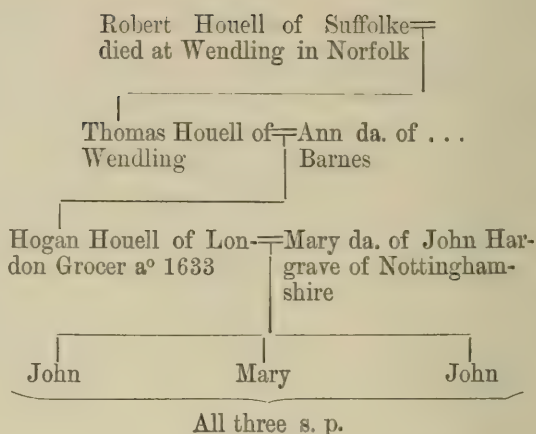 Robert Houell of Suffolke
died at Wendling in Norfolk
Thomas Houell of Ann da. of . . .
Wendling Barnes
Hogan Houell of Lon- Mary da. of John Har-
don Grocer aº 1633 grave of Nottingham-
shire
John Mary John
All three s. p.